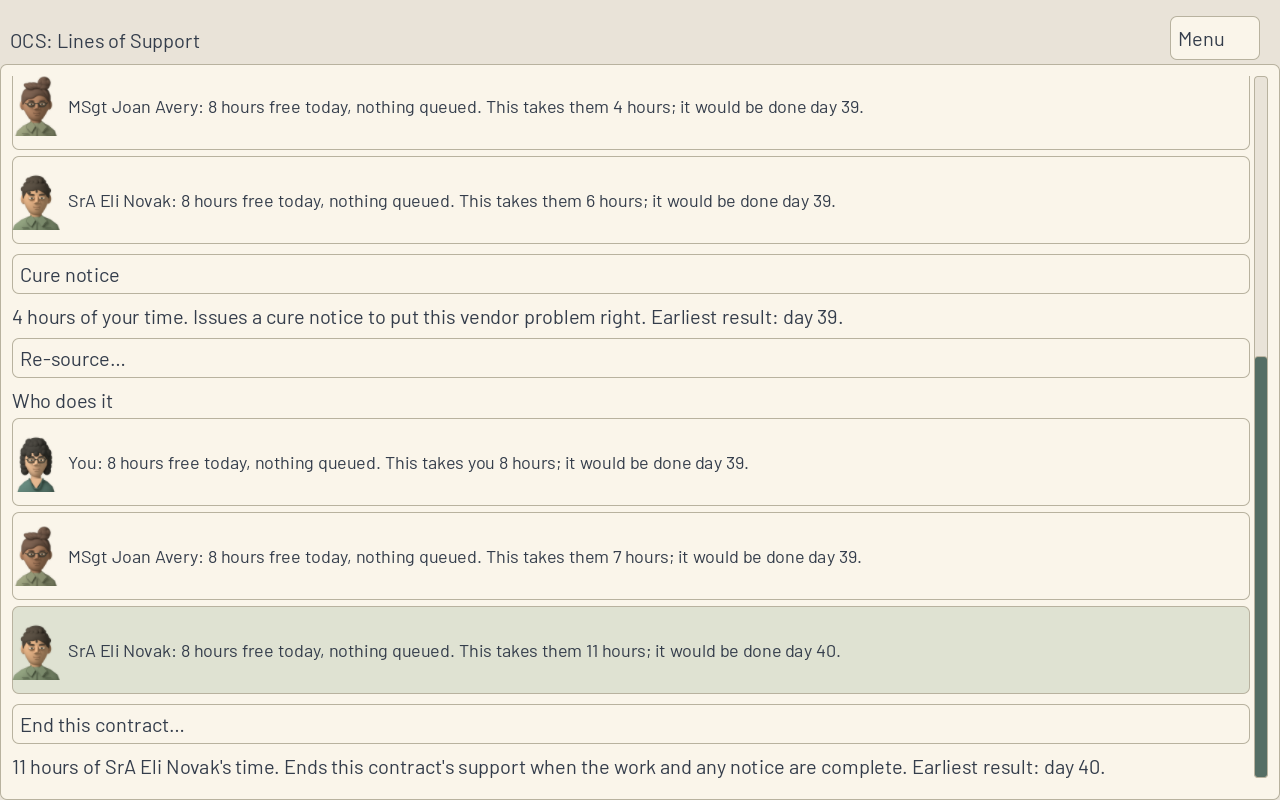 OCS: Lines of Support
Menu
MSgt Joan Avery: 8 hours free today, nothing queued. This takes them 4 hours; it would be done day 39.
SrA Eli Novak: 8 hours free today, nothing queued. This takes them 6 hours; it would be done day 39.
Cure notice
4 hours of your time. Issues a cure notice to put this vendor problem right. Earliest result: day 39.
Re-source...
Who does it
You: 8 hours free today, nothing queued. This takes you 8 hours; it would be done day 39.
MSgt Joan Avery: 8 hours free today, nothing queued. This takes them 7 hours; it would be done day 39.
SrA Eli Novak: 8 hours free today, nothing queued. This takes them 11 hours; it would be done day 40.
End this contract...
11 hours of SrA Eli Novak's time. Ends this contract's support when the work and any notice are complete. Earliest result: day 40.